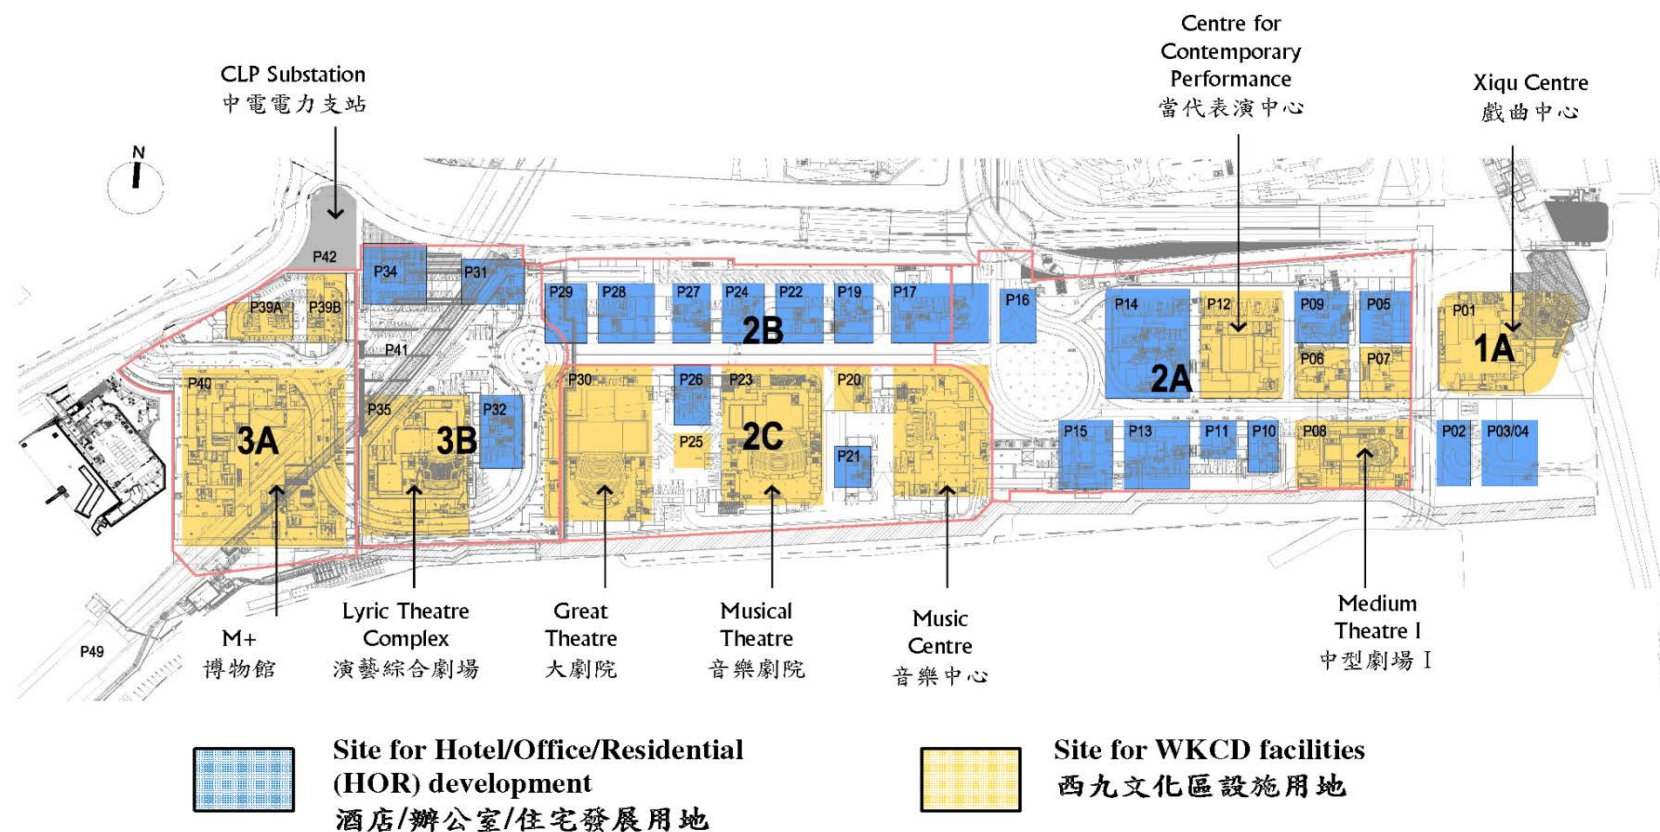 Centre for
Contemporary
Performance
當代表演中心
CLP Substation
中電電力支站
Xiqu Centre
戲曲中心
N
P42
P34
P31
P39A
P39B
P29
P28
P27
P24
P22
P19
P17
P16
P14
P12
P09
P05
P01
2B
1A
P41
P06
P07
2A
P40
P30
P26
P23
P20
P35
P32
3A
3B
P25
2C
P21
P15
P13
P11
P10
P08
P02
P03/04
P49
M+
博物館
Lyric Theatre
Complex
演藝綜合劇場
Great
Theatre
大劇院
Musical
Theatre
音樂劇院
Music
Centre
音樂中心
Medium
Theatre I
中型劇場 I
Site for Hotel/Office/Residential
(HOR) development
酒店/辦公室/住宅發展用地
Site for WKCD facilities
西九文化區設施用地